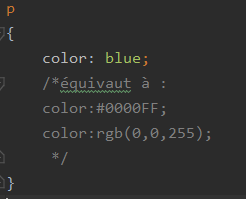 p
{
color: blue;
/*équivaut à :
color:#0000FF;
color:rgb(0,0,255);
*/
}